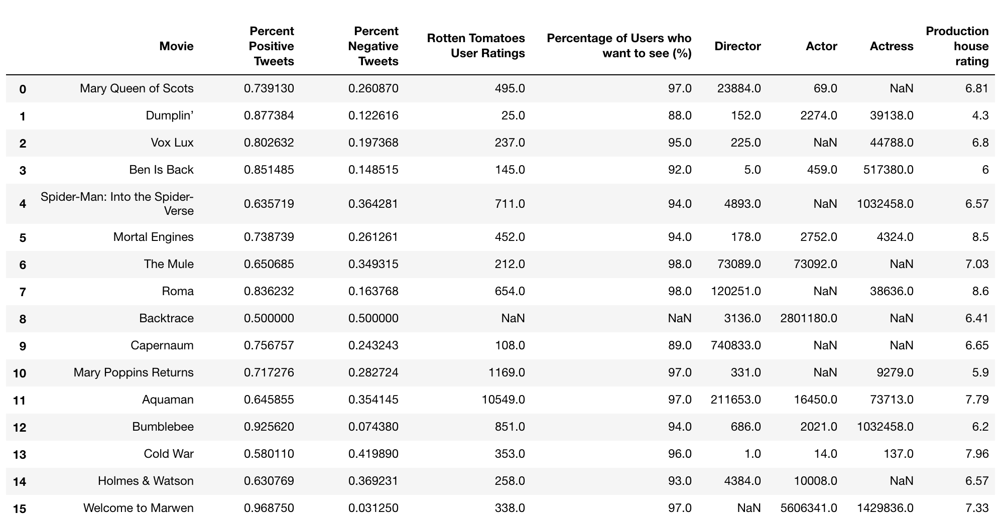 Movie Percent Positive Tweets Percent Negative Tweets Rotten Tomatoes User Ratings Percentage of Users who want to see (%) Director Actor Actress Production house rating
0 Mary Queen of Scots 0.739130 0.260870 495.0 97.0 23884.0 69.0 NaN 6.81
1 Dumplin’ 0.877384 0.122616 25.0 88.0 152.0 2274.0 39138.0 4.3
2 Vox Lux 0.802632 0.197368 237.0 95.0 225.0 NaN 44788.0 6.8
3 Ben Is Back 0.851485 0.148515 145.0 92.0 5.0 459.0 517380.0 6
4 Spider-Man: Into the Spider-Verse 0.635719 0.364281 711.0 94.0 4893.0 NaN 1032458.0 6.57
5 Mortal Engines 0.738739 0.261261 452.0 94.0 178.0 2752.0 4324.0 8.5
6 The Mule 0.650685 0.349315 212.0 98.0 73089.0 73092.0 NaN 7.03
7 Roma 0.836232 0.163768 654.0 98.0 120251.0 NaN 38636.0 8.6
8 Backtrace 0.500000 0.500000 NaN NaN 3136.0 2801180.0 NaN 6.41
9 Capernaum 0.756757 0.243243 108.0 89.0 740833.0 NaN NaN 6.65
10 Mary Poppins Returns 0.717276 0.282724 1169.0 97.0 331.0 NaN 9279.0 5.9
11 Aquaman 0.645855 0.354145 10549.0 97.0 211653.0 16450.0 73713.0 7.79
12 Bumblebee 0.925620 0.074380 851.0 94.0 686.0 2021.0 1032458.0 6.2
13 Cold War 0.580110 0.419890 353.0 96.0 1.0 14.0 137.0 7.96
14 Holmes & Watson 0.630769 0.369231 258.0 93.0 4384.0 10008.0 NaN 6.57
15 Welcome to Marwen 0.968750 0.031250 338.0 97.0 NaN 5606341.0 1429836.0 7.33